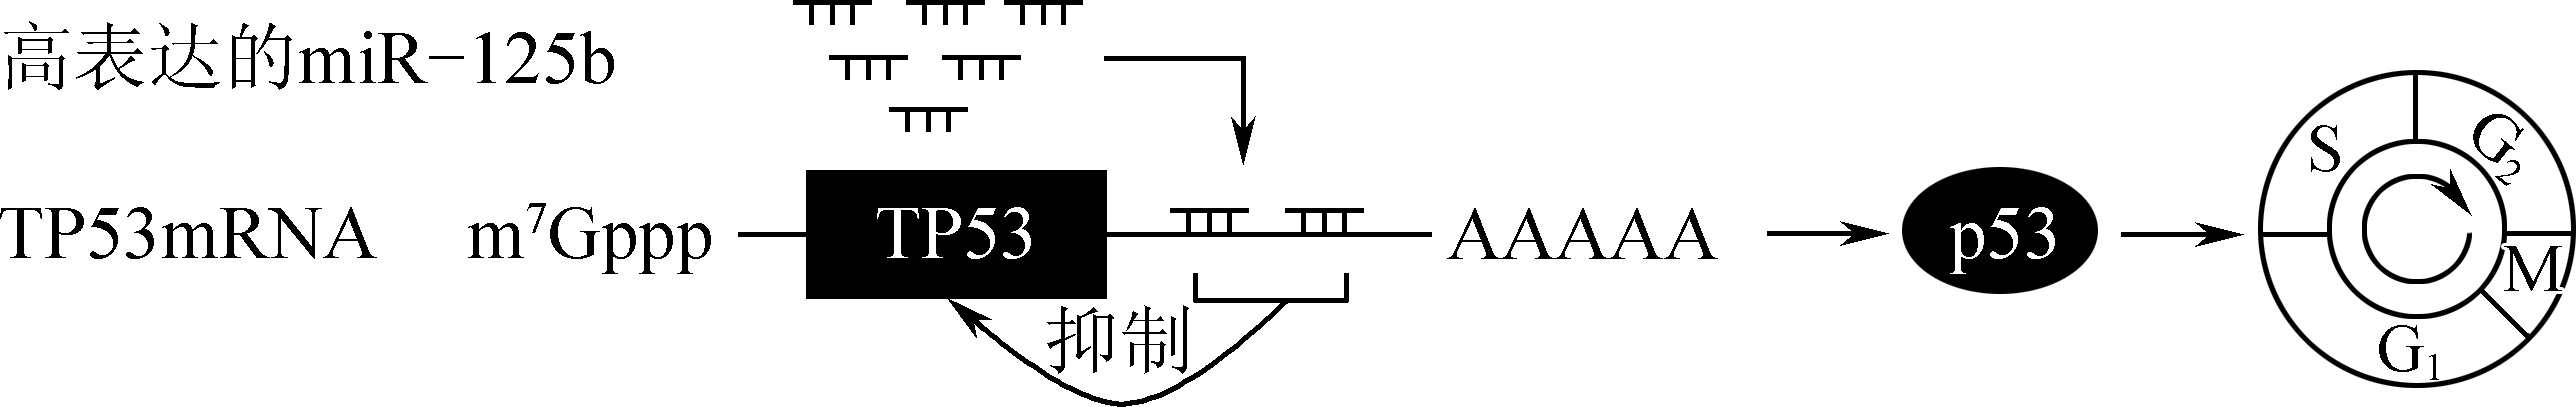 高表达的miR-125b
TP53mRNA m⁷Gppp TP53 AAAAA p53
抑制
S
G₂
M
G₁